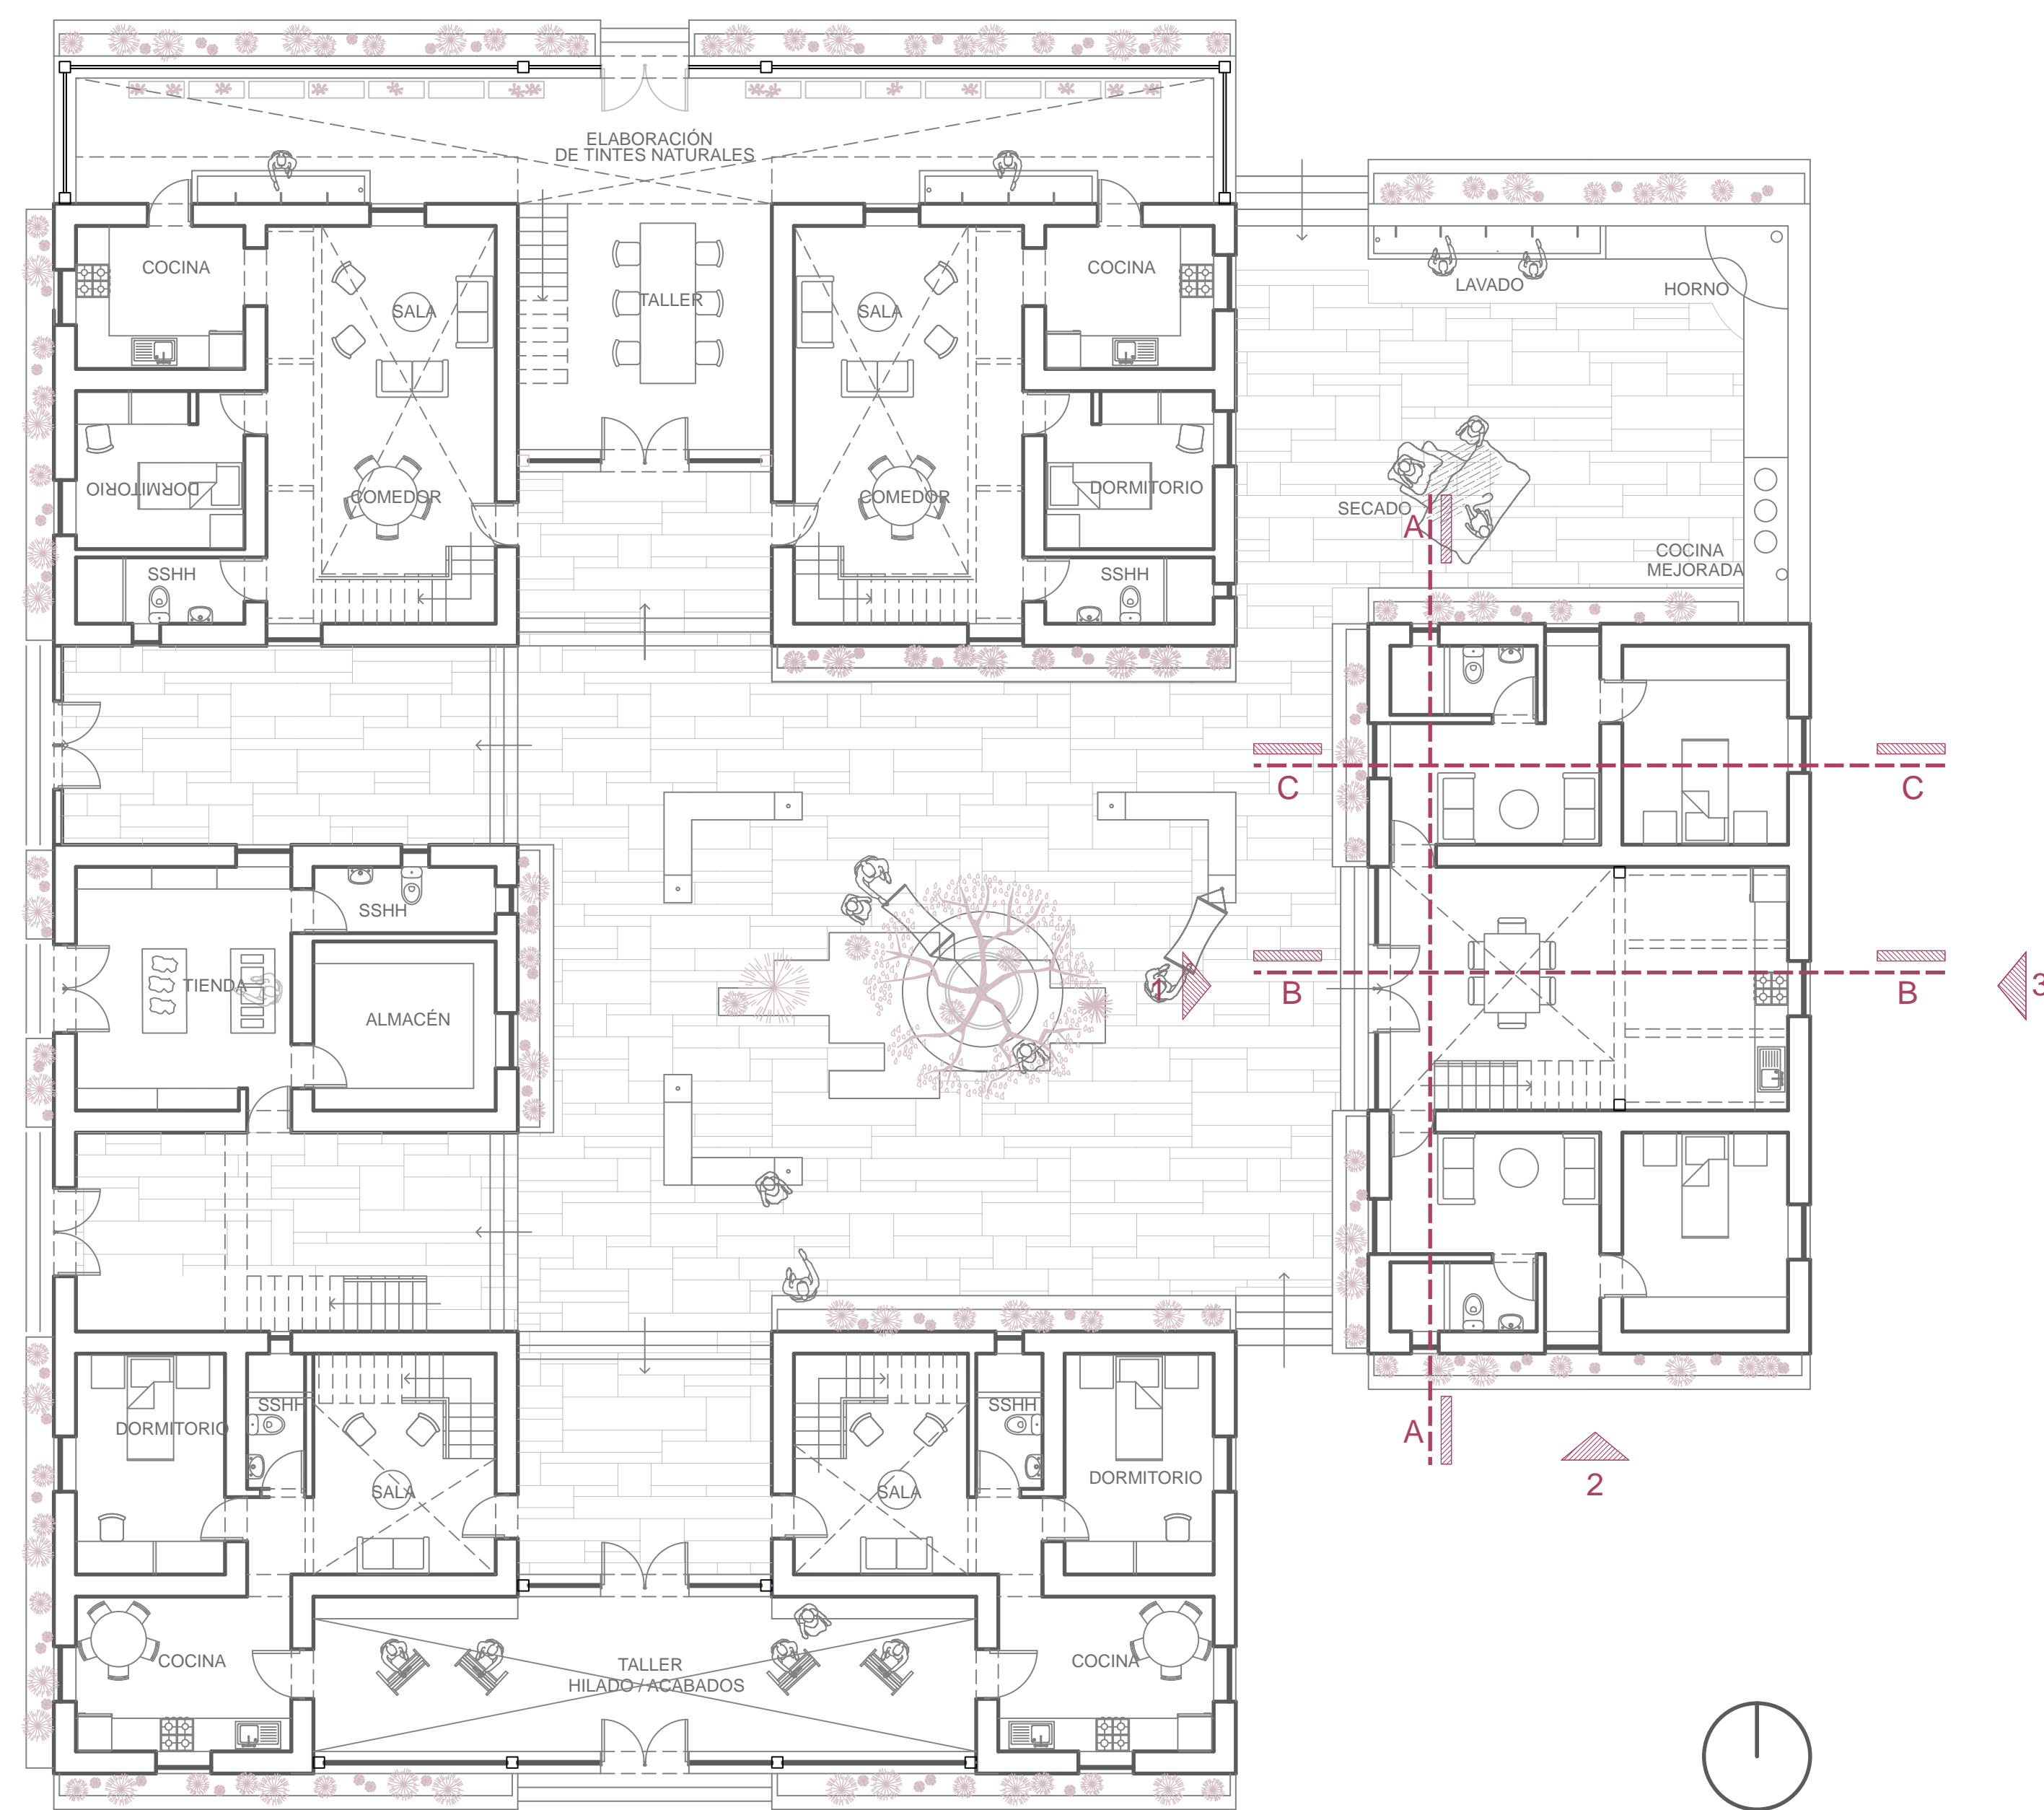 ELABORACIÓN
DE TINTES NATURALES
COCINA
SALA
TALLER
SALA
COCINA
LAVADO
HORNO
DORMITORIO
COMEDOR
COMEDOR
DORMITORIO
SECADO
A
COCINA
MEJORADA
SSHH
SSHH
C
C
SSHH
TIENDA
ALMACÉN
1
B
B
3
DORMITORIO
SSHH
SALA
SALA
SSHH
DORMITORIO
A
2
COCINA
TALLER
HILADO / ACABADOS
COCINA